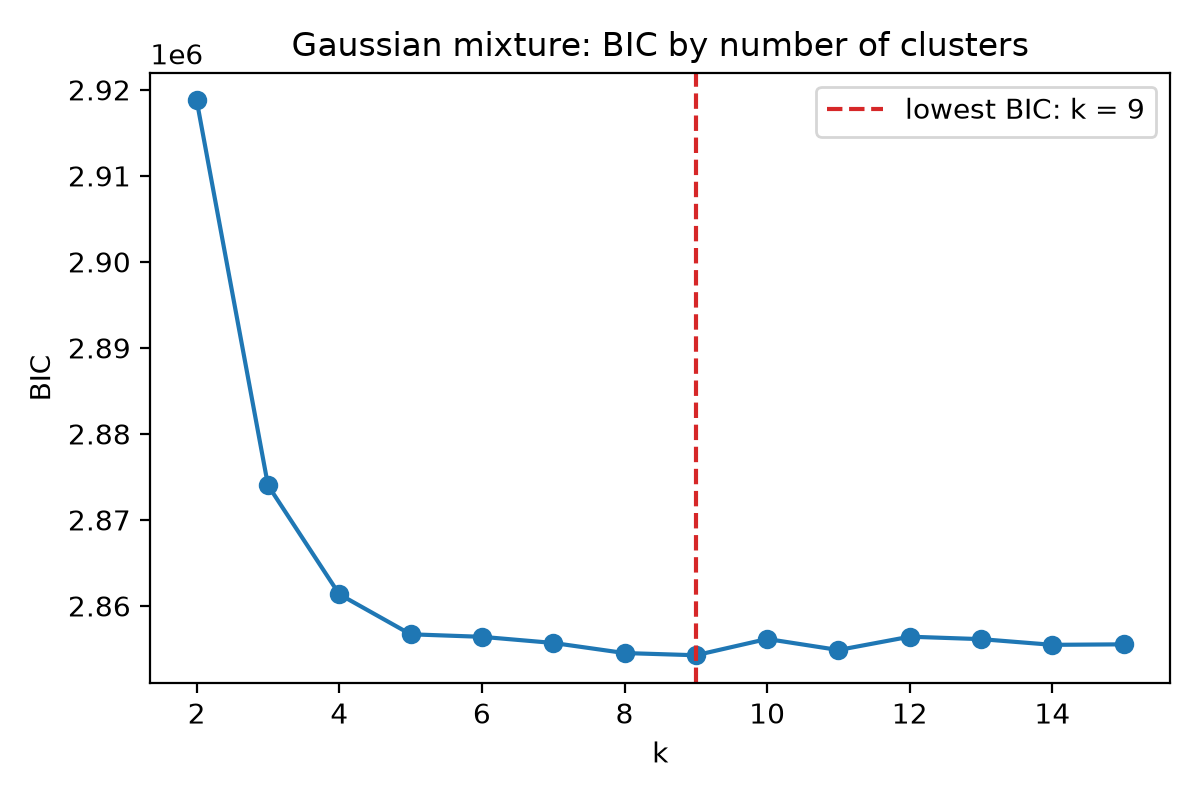 Gaussian mixture: BIC by number of clusters
1e6
lowest BIC: k = 9
2.92
2.91
2.90
2.89
2.88
2.87
2.86
BIC
2 4 6 8 10 12 14
k